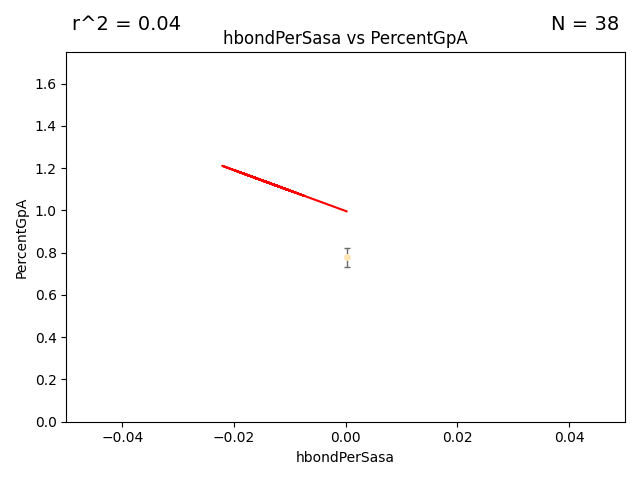 r^2 = 0.04
N = 38
hbondPerSasa vs PercentGpA
1.6
1.4
1.2
1.0
0.8
0.6
0.4
0.2
0.0
PercentGpA
−0.04
−0.02
0.00
0.02
0.04
hbondPerSasa